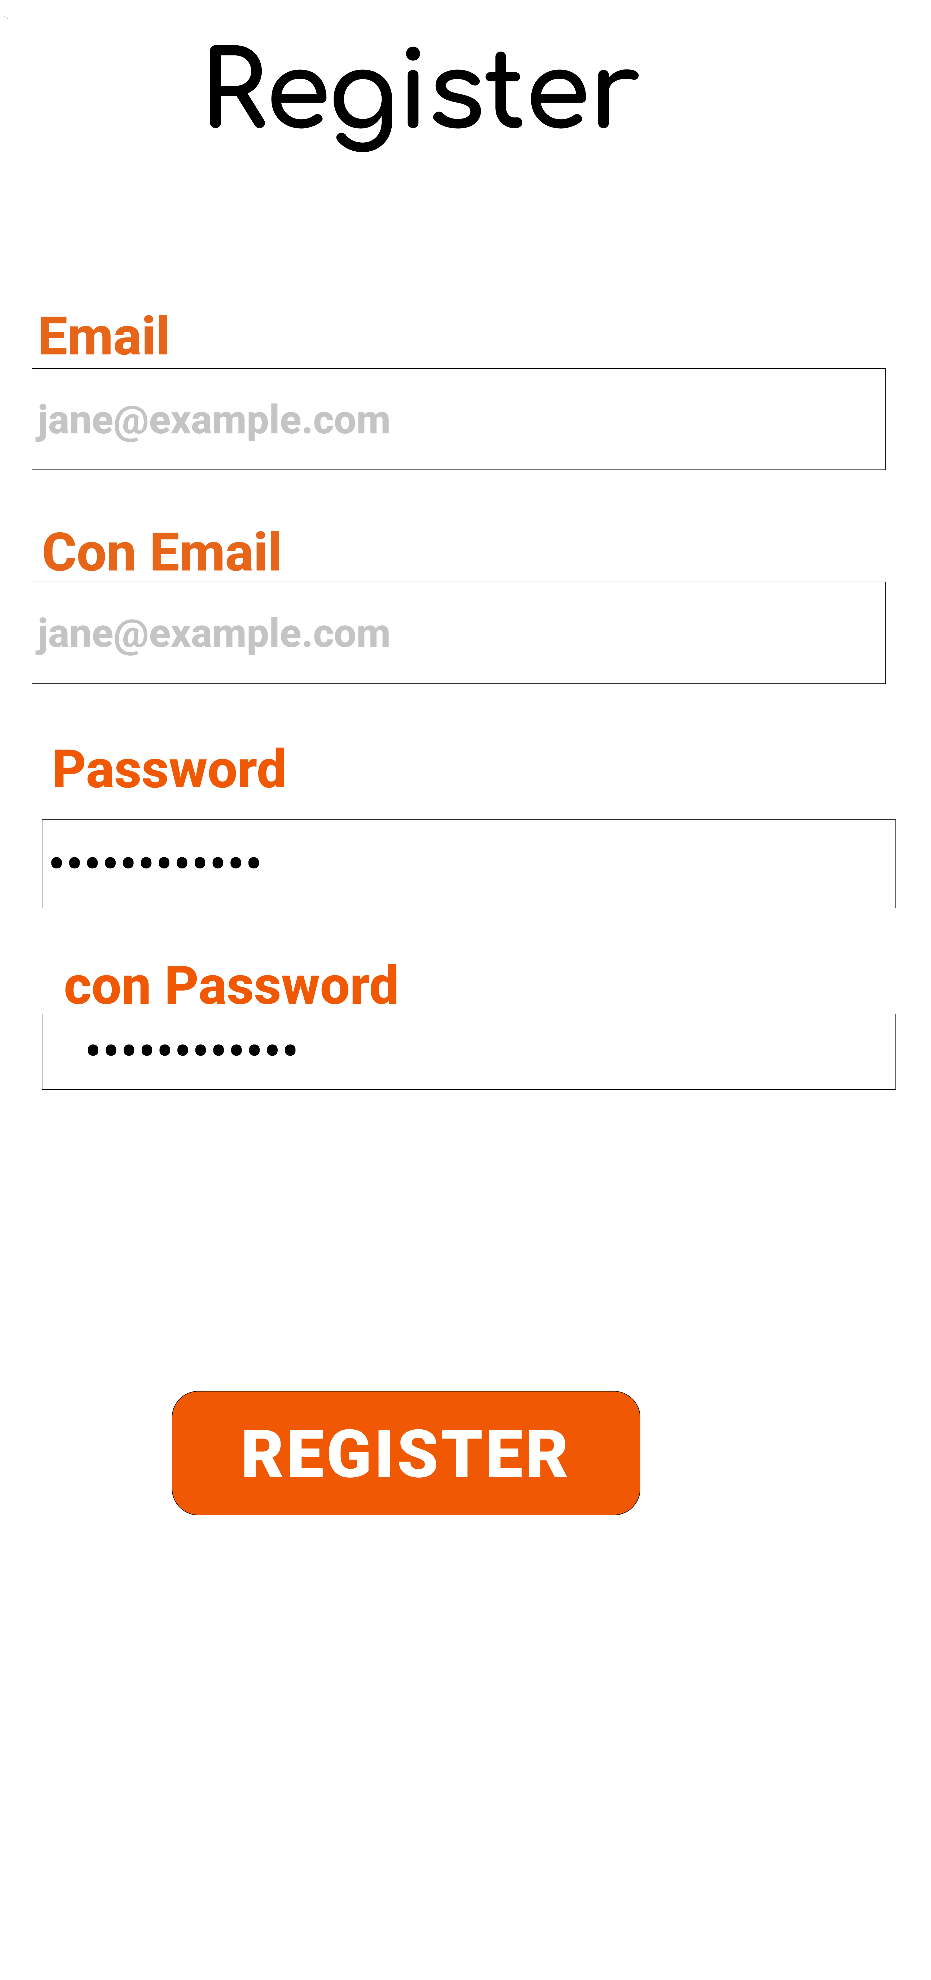 Register
Email
jane@example.com
Con Email
jane@example.com
Password
••••••••••••
con Password
••••••••••••
REGISTER